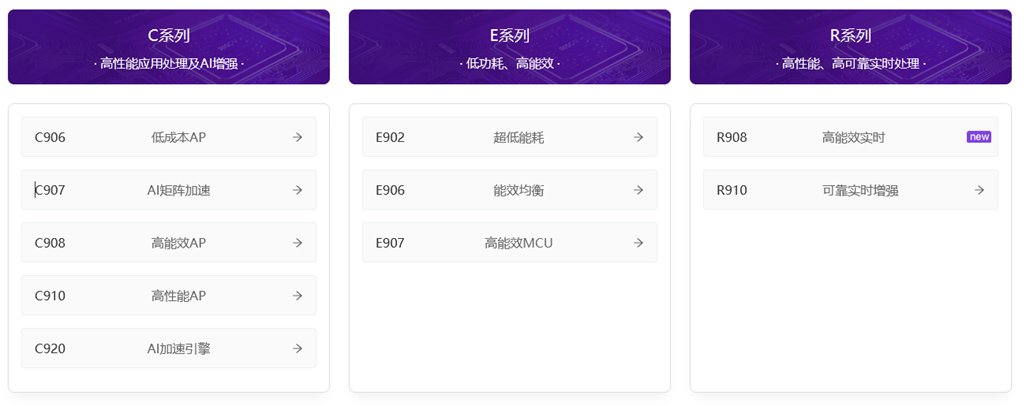 C系列
· 高性能应用处理及AI增强 ·
C906 低成本AP
C907 AI矩阵加速
C908 高能效AP
C910 高性能AP
C920 AI加速引擎
E系列
· 低功耗、高能效 ·
E902 超低能耗
E906 能效均衡
E907 高能效MCU
R系列
· 高性能、高可靠实时处理 ·
R908 高能效实时 new
R910 可靠实时增强